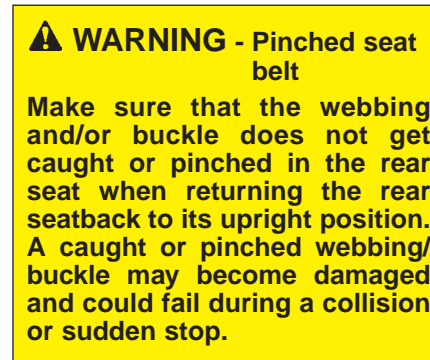 WARNING - Pinched seat
belt
Make sure that the webbing
and/or buckle does not get
caught or pinched in the rear
seat when returning the rear
seatback to its upright position.
A caught or pinched webbing/
buckle may become damaged
and could fail during a collision
or sudden stop.